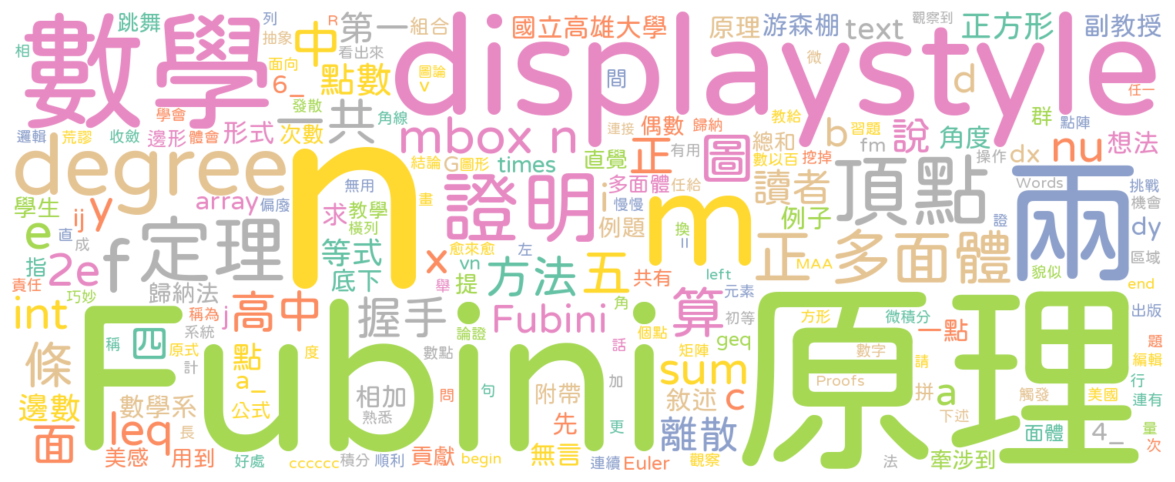 跳舞 列 R 第一 組合 國立高雄大學 原理 游森棚 觀察到 正方形 副教授
相 數學 抽象 中 看出來 displaystyle text
面向 點數 圖論 間 微 d 任一
學會 6_ 發散 v
邏輯 荒謬 收斂 體會 一共 角線 mbox n 連接 偶數 歸納 教給 點陣 群
邊形 形式 次數 結論 G圖形 times 直覺 正 有用 圖 總和 習題 b fm 說 角度 想法
degree n 證明 數以百 挖掉 操作 dx nu
無用 多面體 任給 m 讀者 i 頂點 Words 挑戰 兩
學生 y array 偏廢 求 教學 畫 例題 慢慢 例子 證 機會
e ij 直 橫列 換 dy
指 2e f 成 定理 等式 x 愈來愈 左 五 = 正 MAA 多面體 區域
責任 巧妙 底下 vn 提 方法 舉 共有 left 元素 貌似 end
int 歸納法 稱為 j 高中 握手 論證 Fubini 角 個點 算 初等 方形 微積分 一點 出版
條 稱 四 系統 原式 計 點 度 數點 話 geq 矩陣 數字 請 題 編輯
Fubini 原理
a_ 相加 問 句 附帶 加 sum 敘述 c Proofs 拼 a 觸發 美國 行
邊數 數學系 公式 熟悉 先 更 下述 連有
面 leq 長 離散 面體 4_ 量
美感 用到 好處 cccccc 積分 順利 貢獻 begin 無言 連續 Euler 觀察 法 牽涉到 次